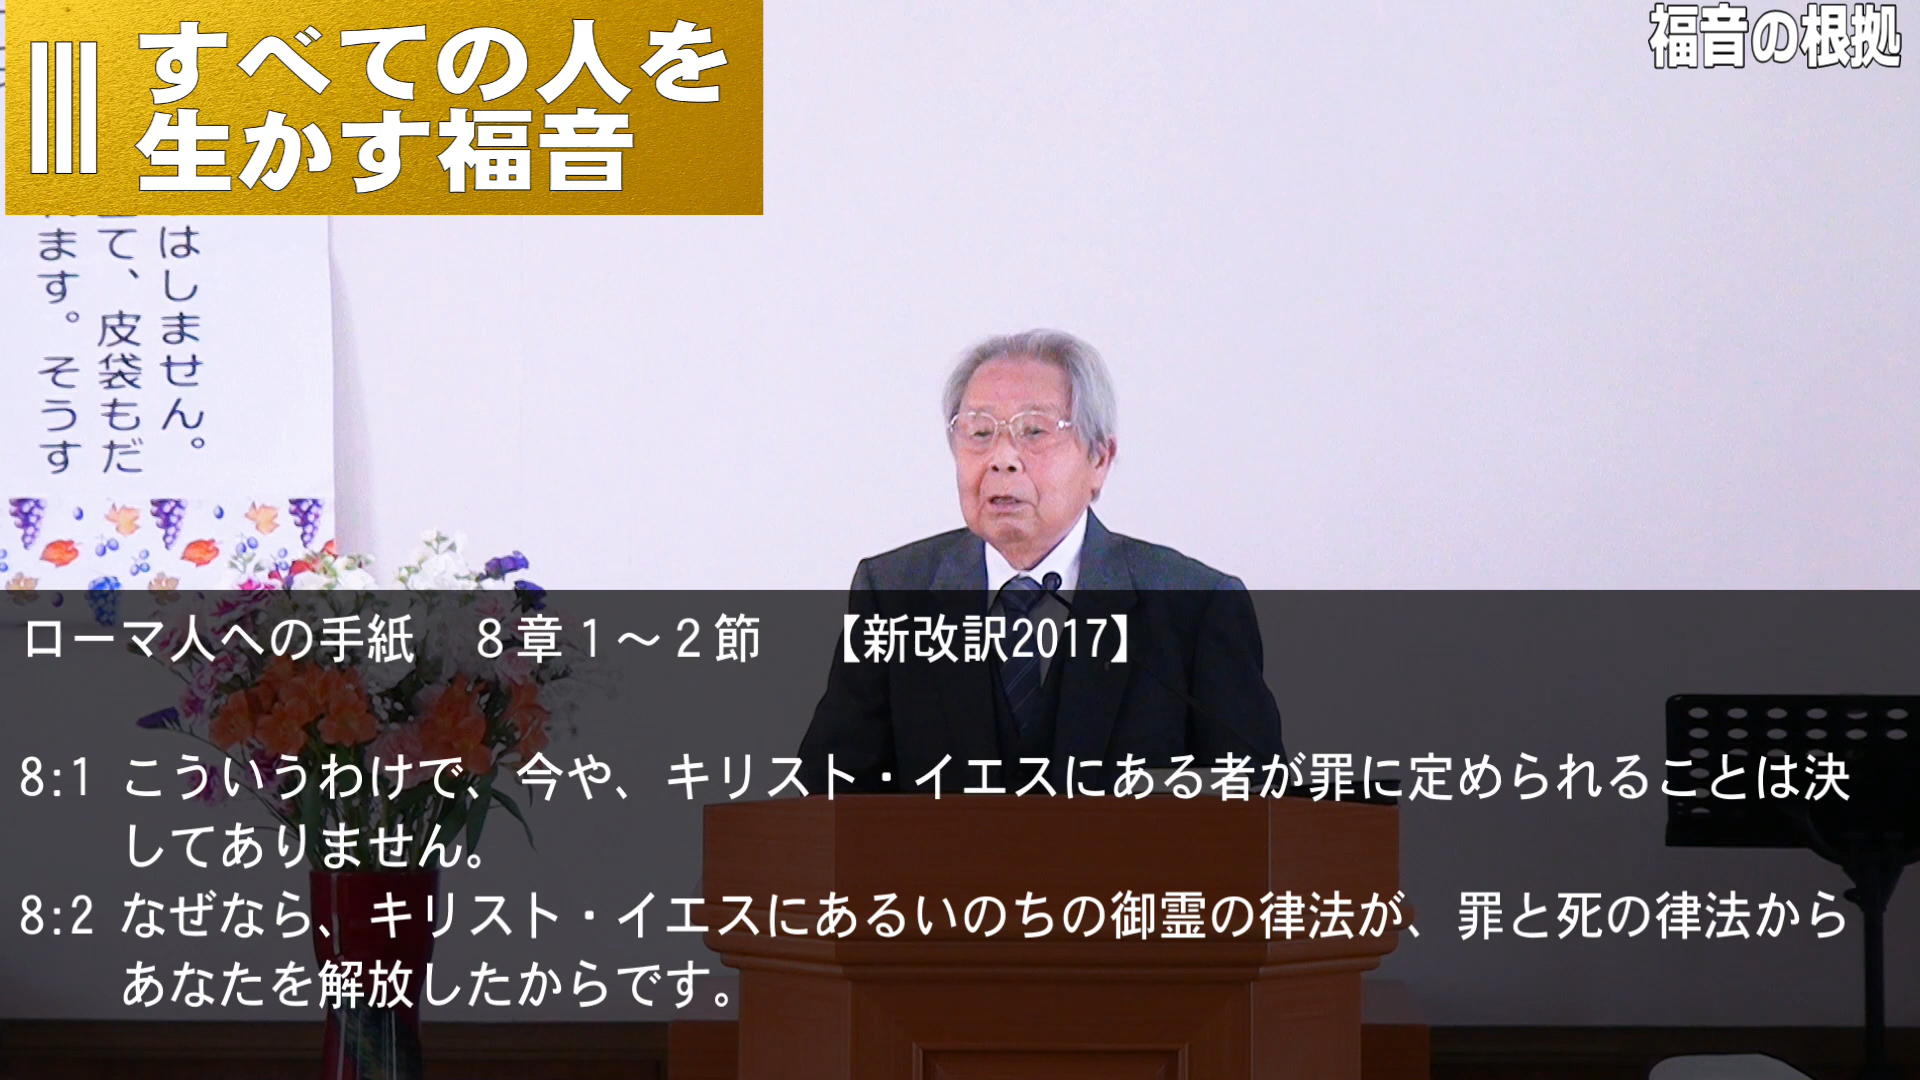 Ⅲ すべての人を
生かす福音
福音の根拠
はしません。
て、皮袋もだ
ます。そうす
ローマ人への手紙　８章１～２節　【新改訳2017】
8:1 こういうわけで、今や、キリスト・イエスにある者が罪に定められることは決
してありません。
8:2 なぜなら、キリスト・イエスにあるいのちの御霊の律法が、罪と死の律法から
あなたを解放したからです。